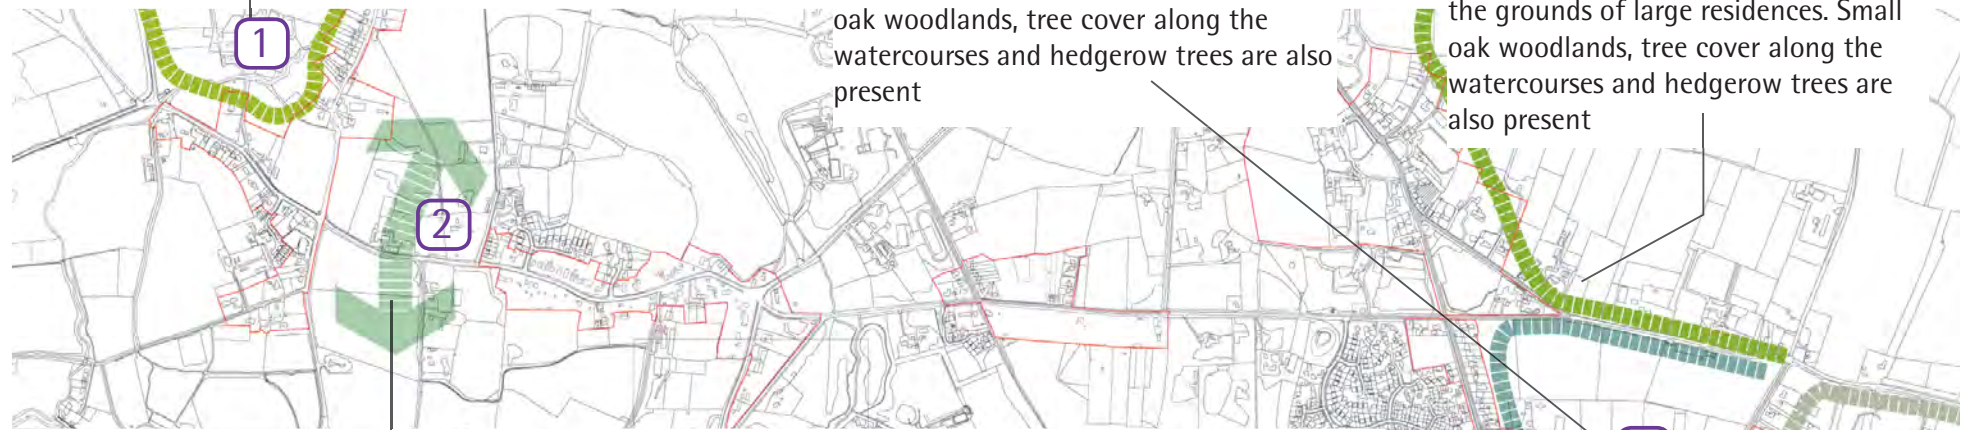 1
2
oak woodlands, tree cover along the
watercourses and hedgerow trees are also
present
the grounds of large residences. Small
oak woodlands, tree cover along the
watercourses and hedgerow trees are
also present